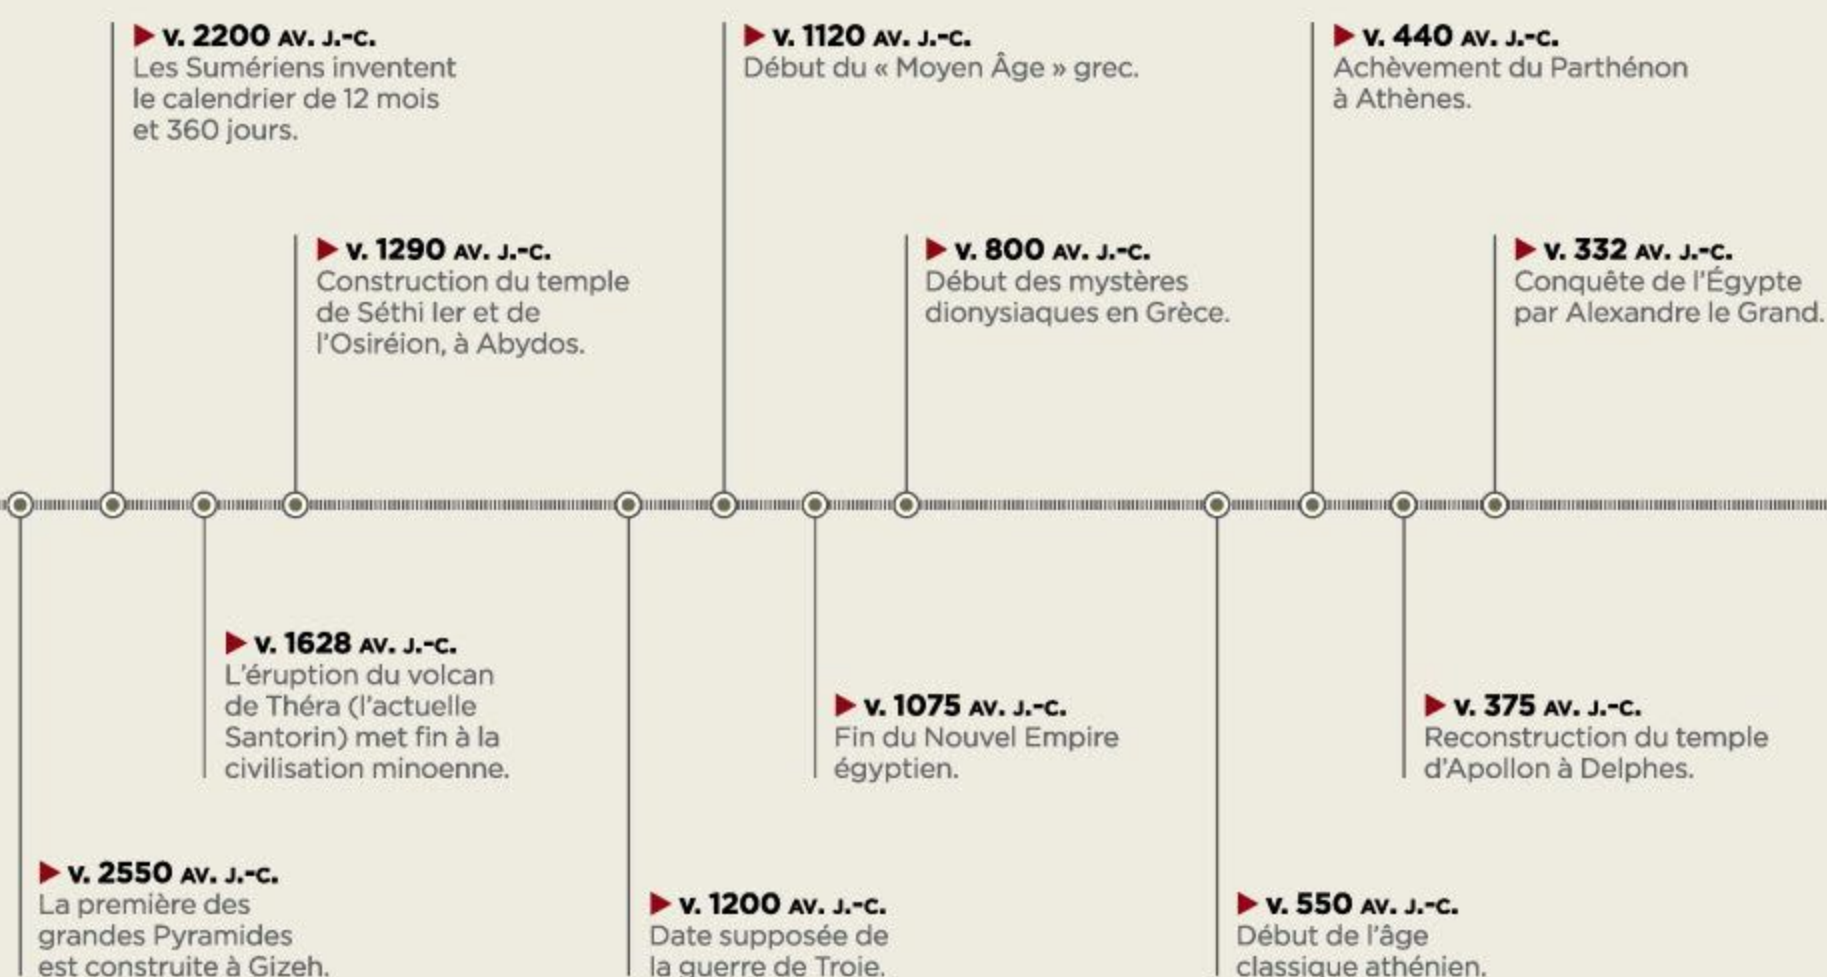 ▶ v. 2200 AV. J.-C.
Les Sumériens inventent
le calendrier de 12 mois
et 360 jours.
▶ v. 1120 AV. J.-C.
Début du « Moyen Âge » grec.
▶ v. 440 AV. J.-C.
Achèvement du Parthénon
à Athènes.
▶ v. 1290 AV. J.-C.
Construction du temple
de Séthi Ier et de
l'Osiréion, à Abydos.
▶ v. 800 AV. J.-C.
Début des mystères
dionysiaques en Grèce.
▶ v. 332 AV. J.-C.
Conquête de l'Égypte
par Alexandre le Grand.
▶ v. 1628 AV. J.-C.
L'éruption du volcan
de Théra (l'actuelle
Santorin) met fin à la
civilisation minoenne.
▶ v. 1075 AV. J.-C.
Fin du Nouvel Empire
égyptien.
▶ v. 375 AV. J.-C.
Reconstruction du temple
d'Apollon à Delphes.
▶ v. 2550 AV. J.-C.
La première des
grandes Pyramides
est construite à Gizeh.
▶ v. 1200 AV. J.-C.
Date supposée de
la guerre de Troie.
▶ v. 550 AV. J.-C.
Début de l'âge
classique athénien.